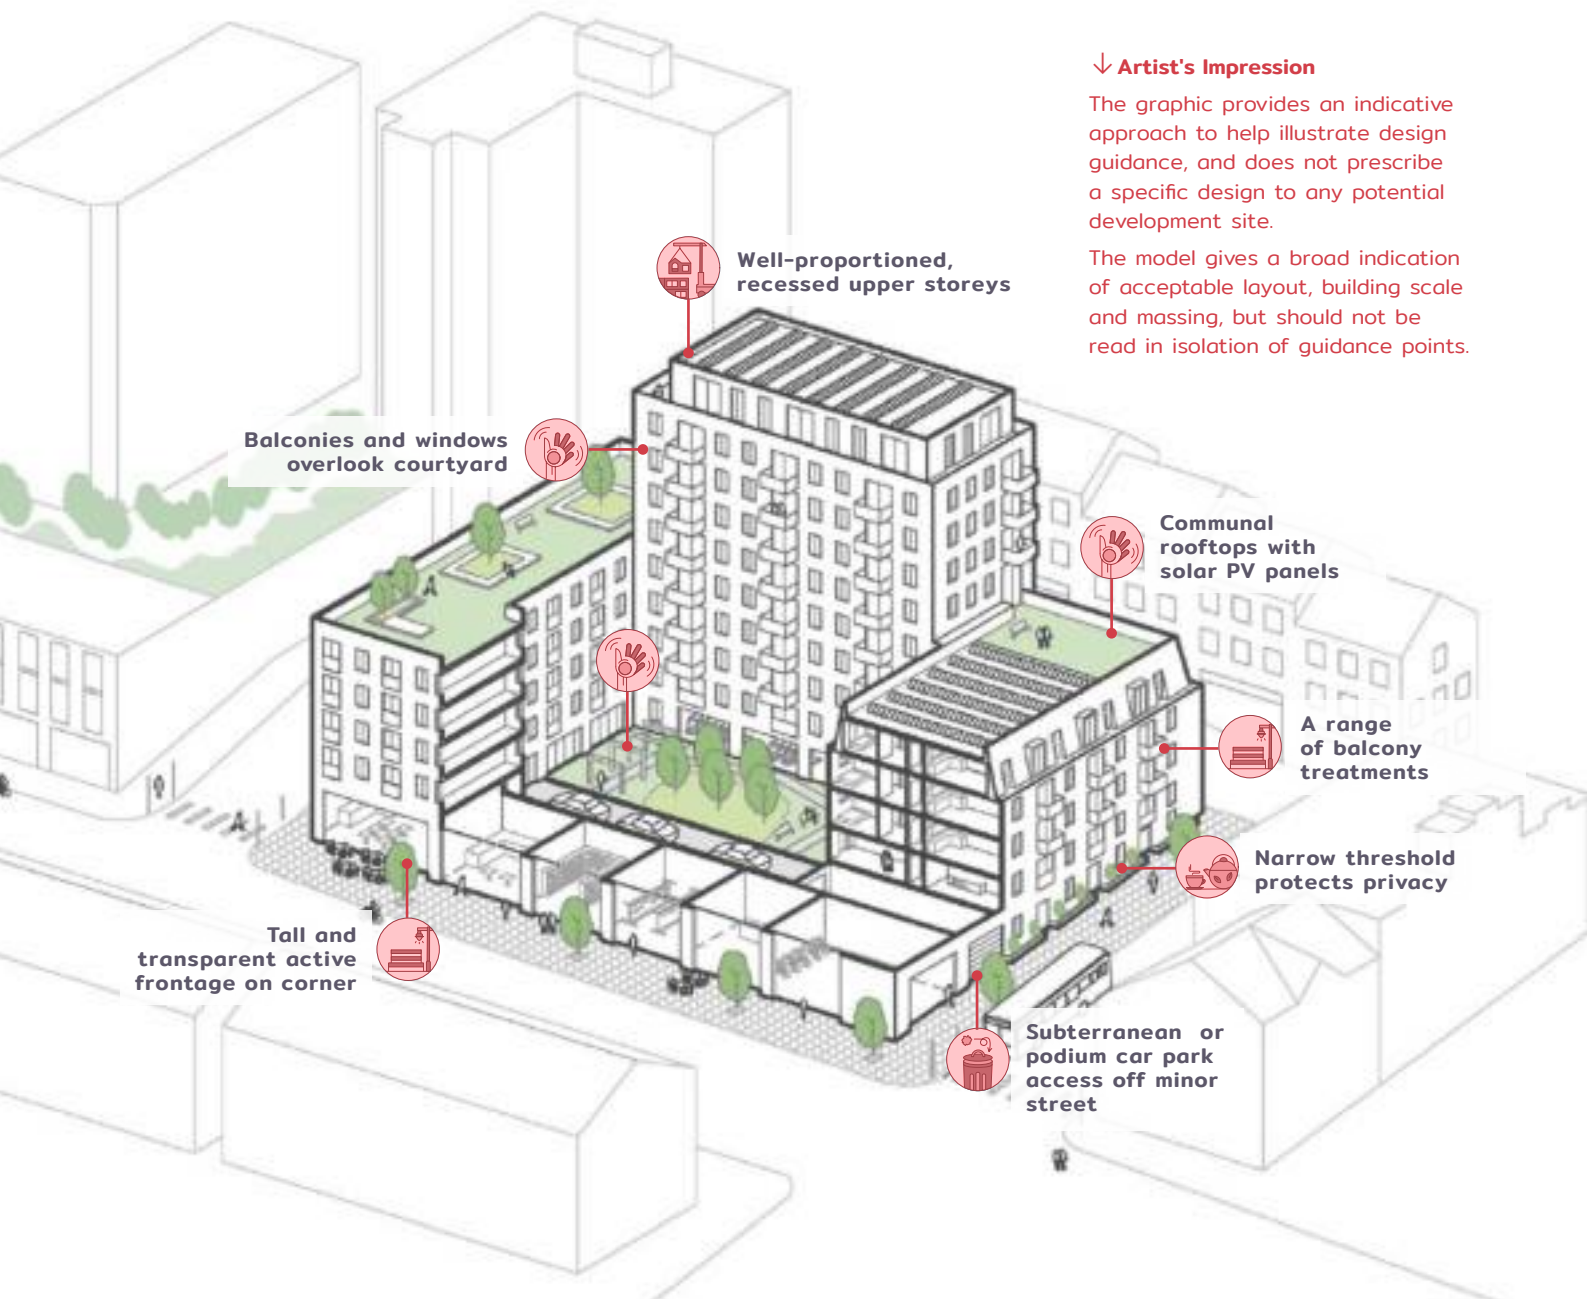 ↓ Artist's Impression
The graphic provides an indicative
approach to help illustrate design
guidance, and does not prescribe
a specific design to any potential
development site.
The model gives a broad indication
of acceptable layout, building scale
and massing, but should not be
read in isolation of guidance points.
Well-proportioned,
recessed upper storeys
Balconies and windows
overlook courtyard
Communal
rooftops with
solar PV panels
A range
of balcony
treatments
Narrow threshold
protects privacy
Tall and
transparent active
frontage on corner
Subterranean or
podium car park
access off minor
street